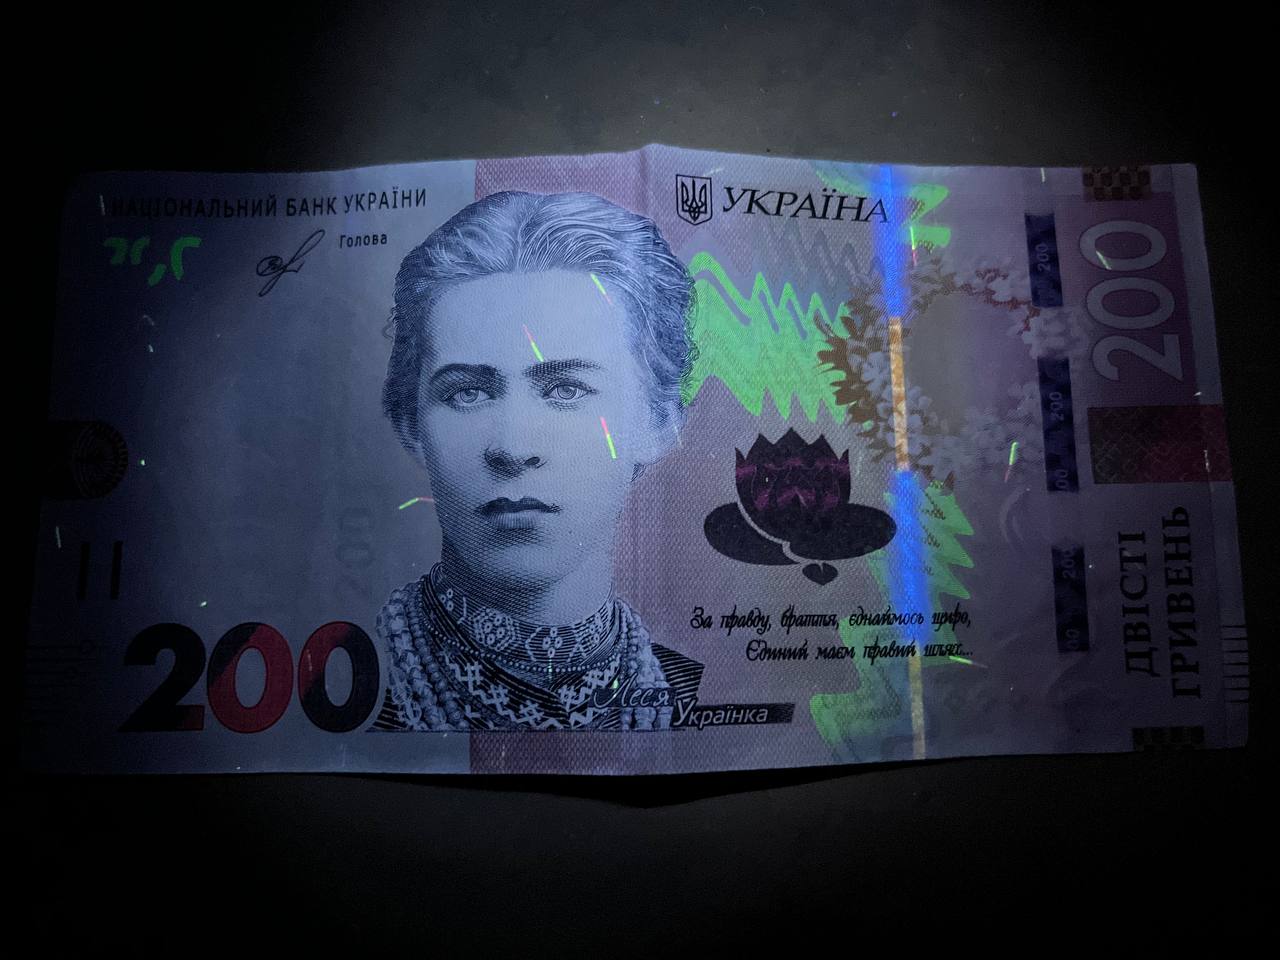 НАЦІОНАЛЬНИЙ БАНК УКРАЇНИ
Голова
УКРАЇНА
200
200
200
200
200
200
За правду, браття, єднаймось щиро,
Єдиний маєм правий шлях...
Леся
Українка
ДВІСТІ
ГРИВЕНЬ